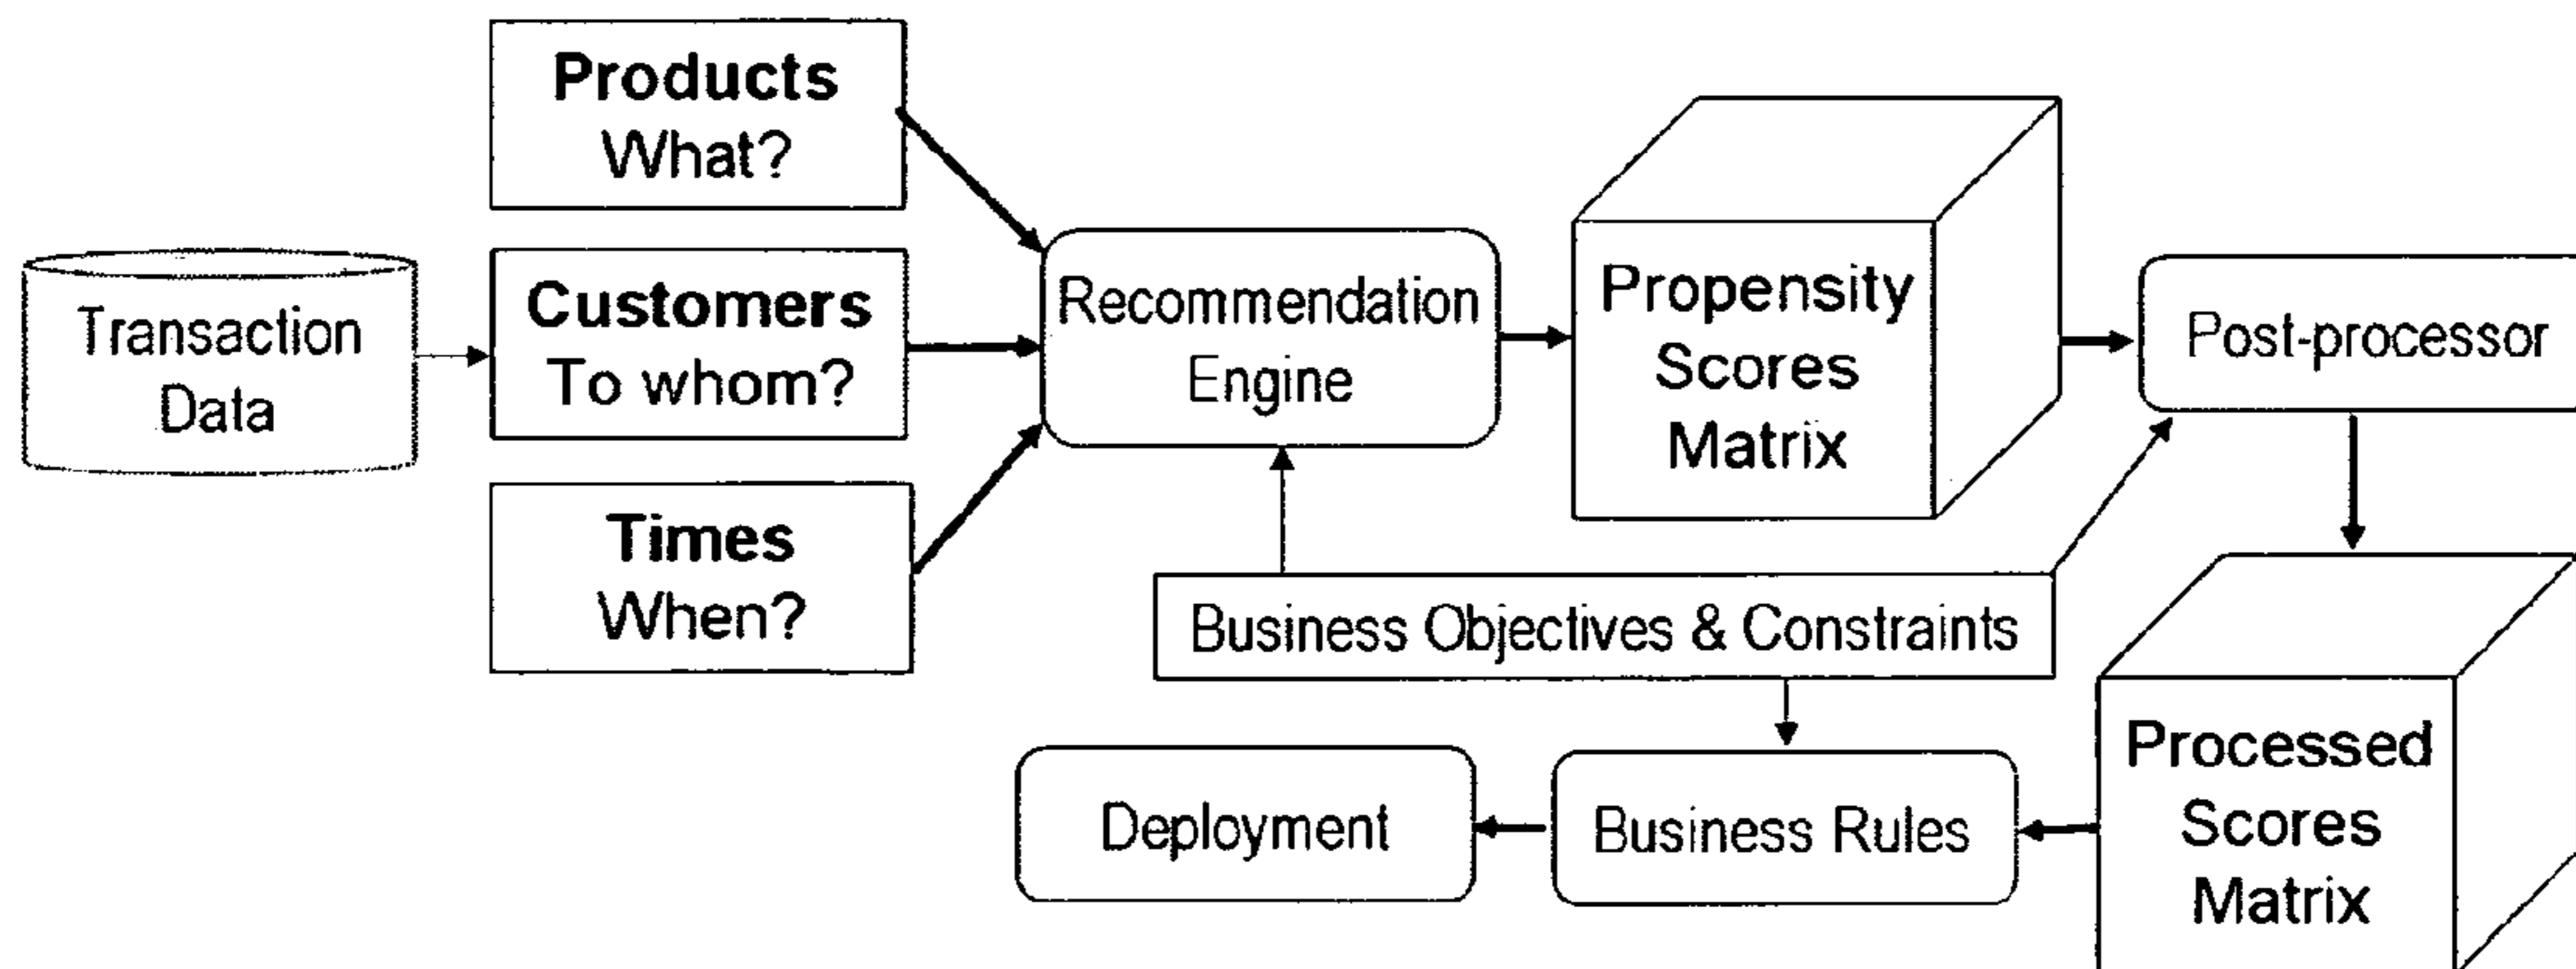 Products
What?
Transaction
Data
Customers
To whom?
Times
When?
Recommendation
Engine
Propensity
Scores
Matrix
Post-processor
Business Objectives & Constraints
Deployment
Business Rules
Processed
Scores
Matrix